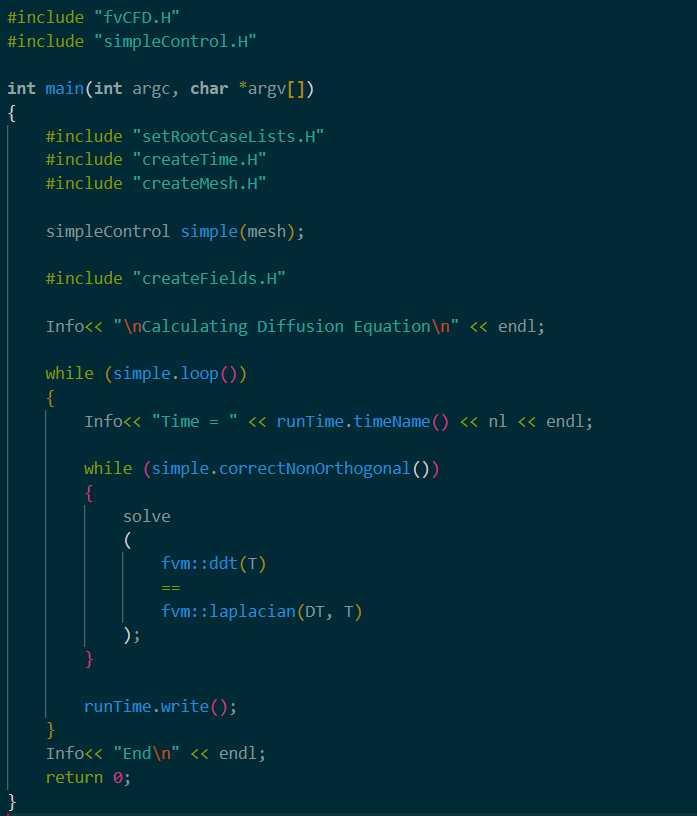 #include "fvCFD.H"
#include "simpleControl.H"
int main(int argc, char *argv[])
{
#include "setRootCaseLists.H"
#include "createTime.H"
#include "createMesh.H"
simpleControl simple(mesh);
#include "createFields.H"
Info<< "\nCalculating Diffusion Equation\n" << endl;
while (simple.loop())
{
Info<< "Time = " << runTime.timeName() << nl << endl;
while (simple.correctNonOrthogonal())
{
solve
(
fvm::ddt(T)
==
fvm::laplacian(DT, T)
);
}
runTime.write();
}
Info<< "End\n" << endl;
return 0;
}